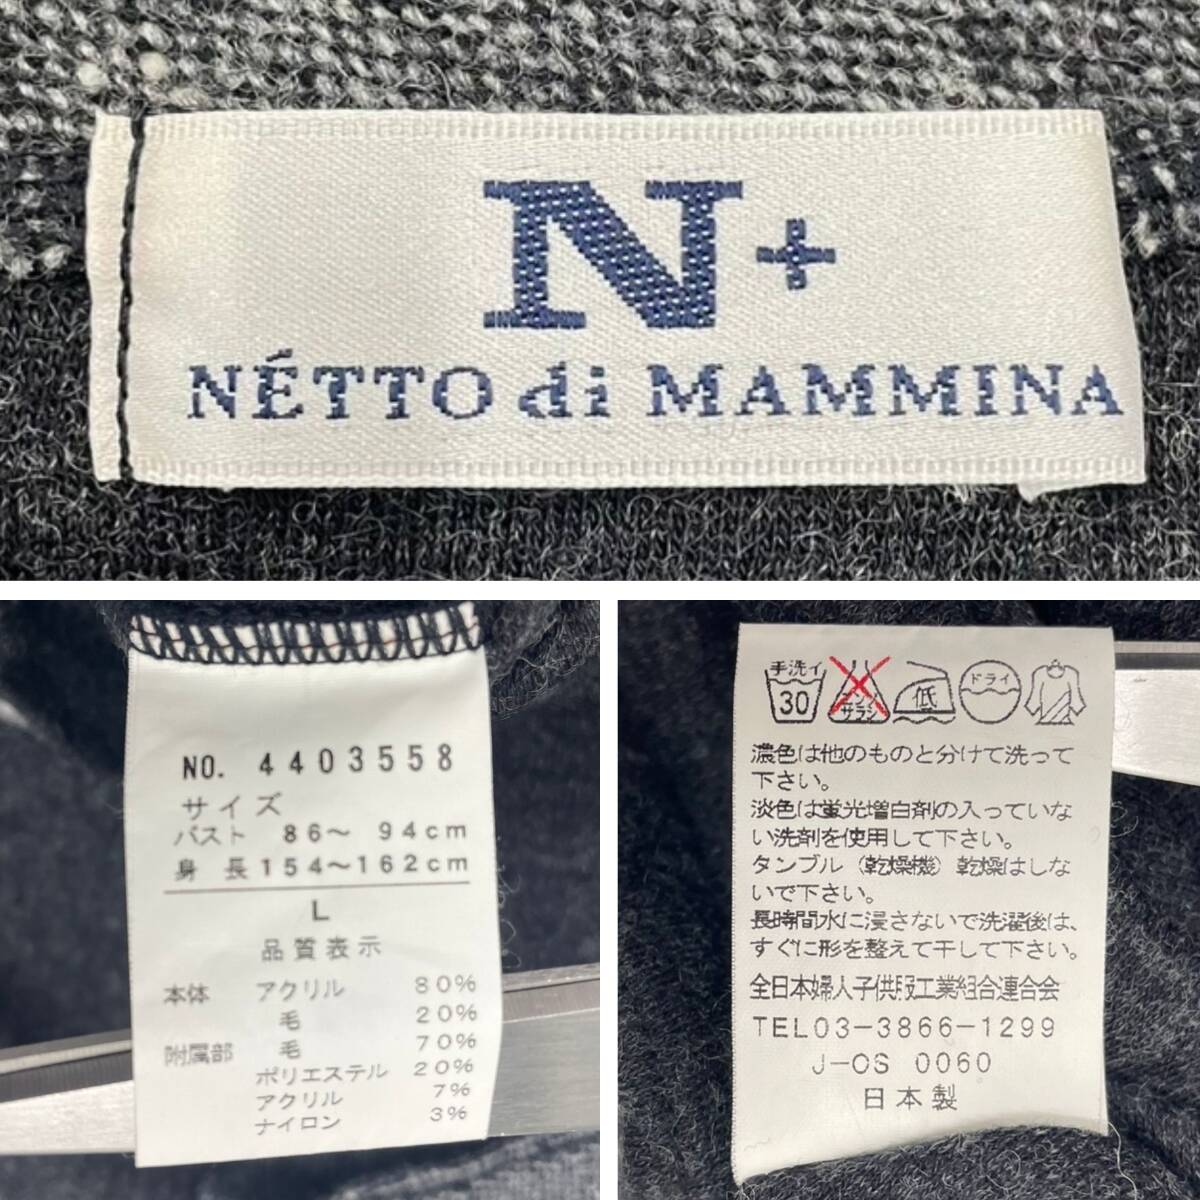 N+
NÉTTO di MAMMINA
NO. 4403558
サイズ
バスト 86～ 94cm
身 長 154～162cm
L
品質表示
本体 アクリル 80%
毛 20%
附属部 毛 70%
ポリエステル 20%
アクリル 7%
ナイロン 3%
手洗イ
30
エンソ
サラシ
低
ドライ
濃色は他のものと分けて洗って
下さい。
淡色は蛍光増白剤の入っていな
い洗剤を使用して下さい。
タンブル（乾燥機）乾燥はしな
いで下さい。
長時間水に浸さないで洗濯後は、
すぐに形を整えて干して下さい。
全日本婦人子供服工業組合連合会
TEL03-3866-1299
J-OS 0060
日本製